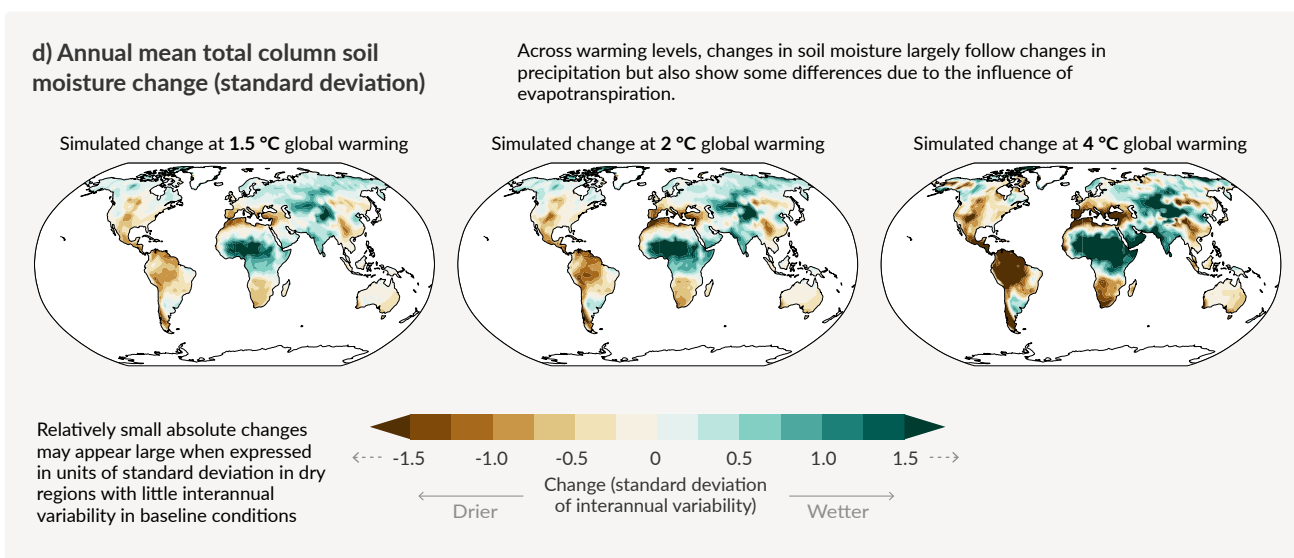 d) Annual mean total column soil
moisture change (standard deviation)
Across warming levels, changes in soil moisture largely follow changes in
precipitation but also show some differences due to the influence of
evapotranspiration.
Simulated change at 1.5 °C global warming
Simulated change at 2 °C global warming
Simulated change at 4 °C global warming
Relatively small absolute changes
may appear large when expressed
in units of standard deviation in dry
regions with little interannual
variability in baseline conditions
-1.5 -1.0 -0.5 0 0.5 1.0 1.5
Change (standard deviation
of interannual variability)
Drier
Wetter